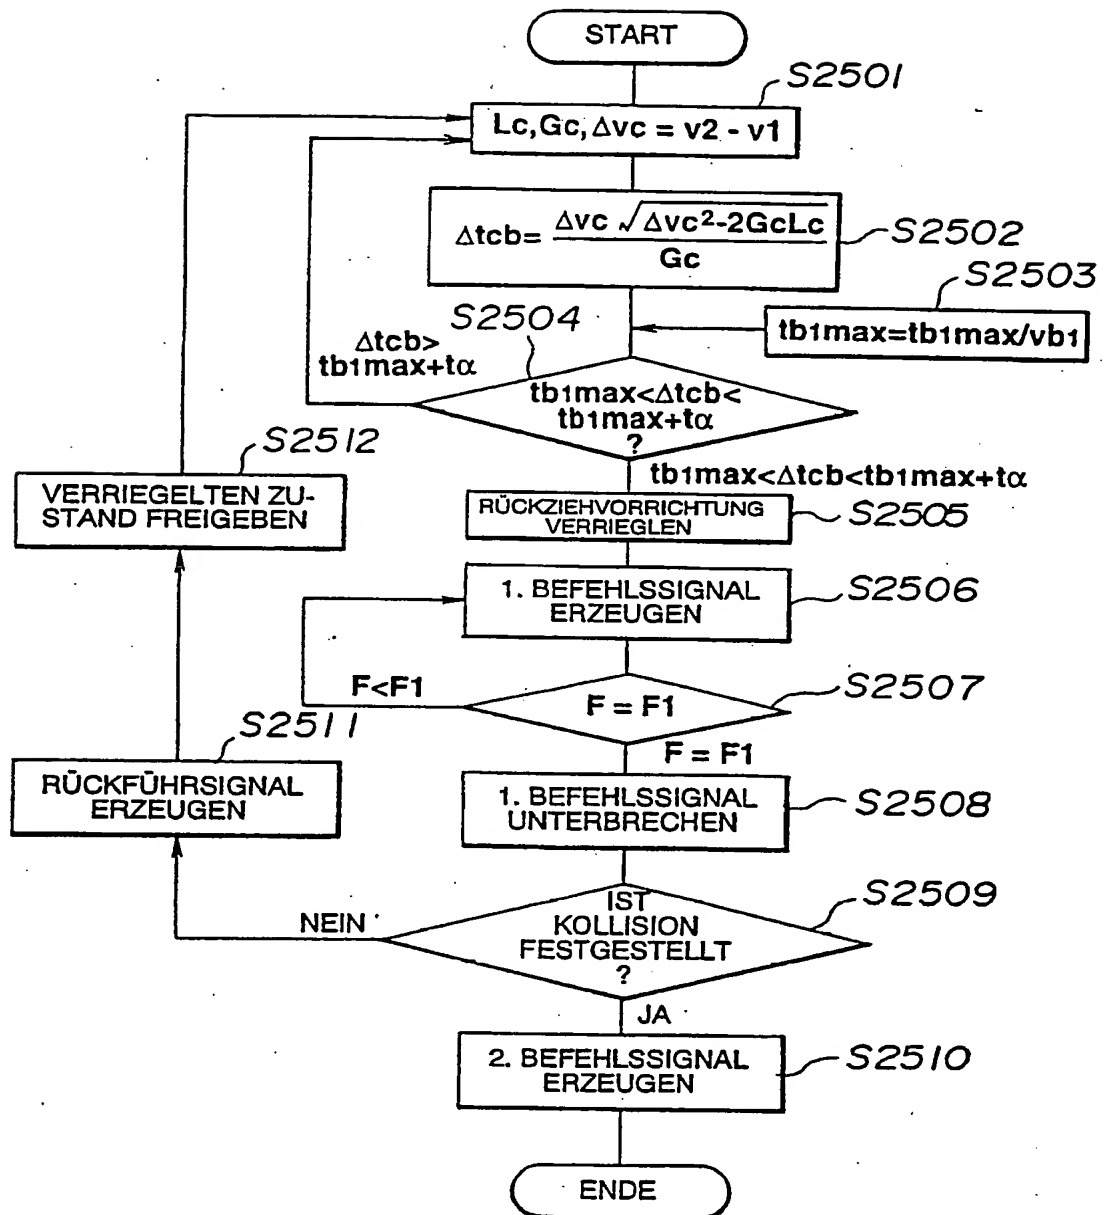 START
S2501
Lc,Gc,Δvc = v2 - v1
Δtcb= Δvc √Δvc²-2GcLc / Gc
S2502
S2503
tb1max=tb1max/vb1
S2504
Δtcb>
tb1max+tα
tb1max<Δtcb<
tb1max+tα
?
tb1max<Δtcb<tb1max+tα
S2512
VERRIEGELTEN ZU-
STAND FREIGEBEN
RÜCKZIEHVORRICHTUNG
VERRIEGLEN
S2505
1. BEFEHLSSIGNAL
ERZEUGEN
S2506
F<F1
F = F1
S2507
F = F1
S2511
RÜCKFÜHRSIGNAL
ERZEUGEN
1. BEFEHLSSIGNAL
UNTERBRECHEN
S2508
NEIN
IST
KOLLISION
FESTGESTELLT
?
S2509
JA
2. BEFEHLSSIGNAL
ERZEUGEN
S2510
ENDE